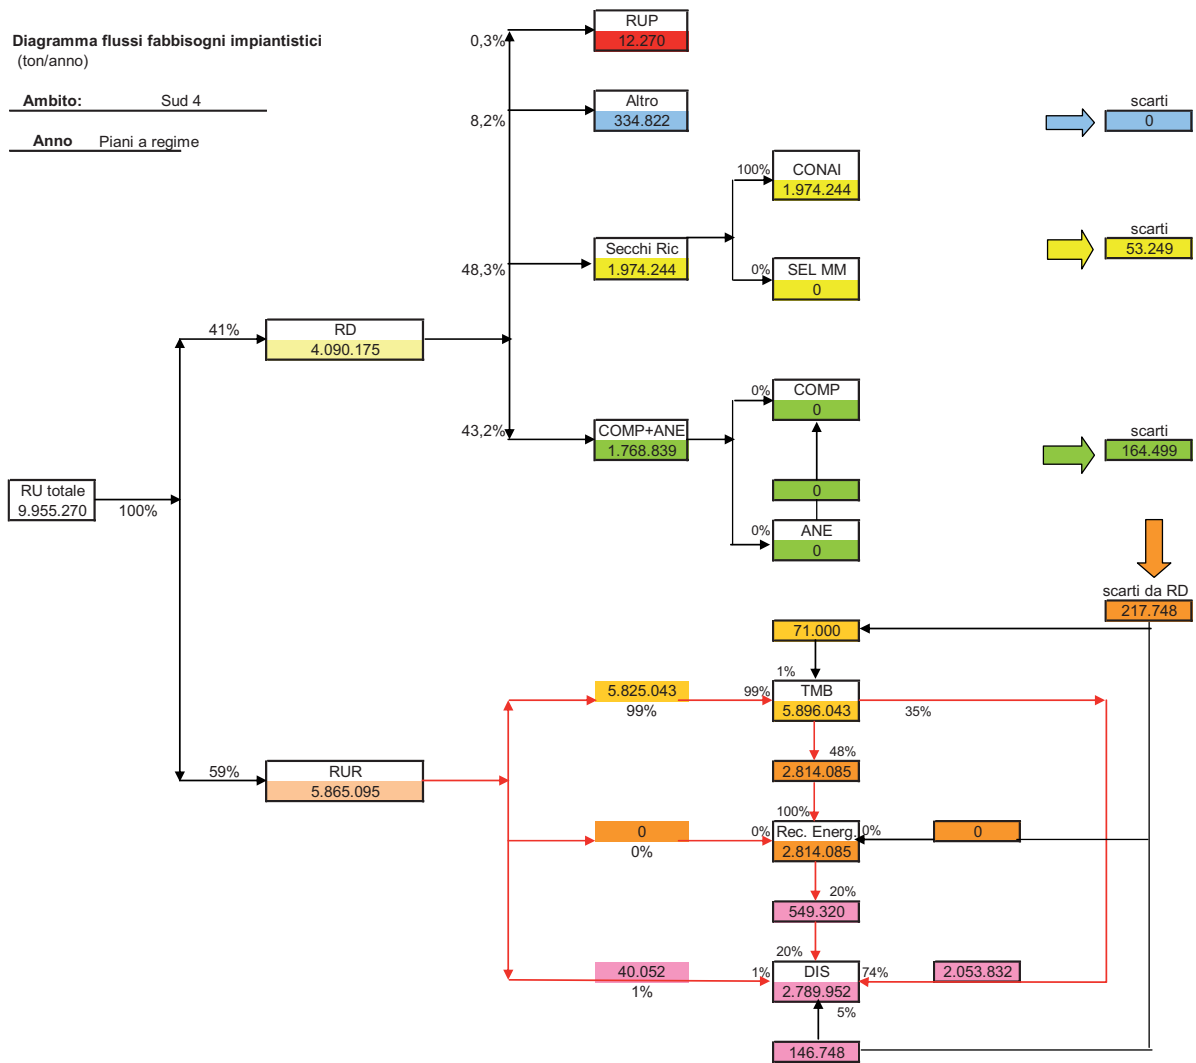 Diagramma flussi fabbisogni impiantistici
(ton/anno)
Ambito: Sud 4
Anno Piani a regime
0,3%
RUP
12.270
8,2%
Altro
334.822
scarti
0
100%
CONAI
1.974.244
48,3%
Secchi Ric
1.974.244
0%
SEL MM
0
scarti
53.249
41%
RD
4.090.175
43,2%
COMP+ANE
1.768.839
0%
COMP
0
0
0%
ANE
0
scarti
164.499
RU totale
9.955.270
100%
scarti da RD
217.748
71.000
1%
5.825.043
99%
99%
TMB
5.896.043
35%
48%
2.814.085
59%
RUR
5.865.095
100%
0
0%
0%
Rec. Energ.
2.814.085
0%
0
20%
549.320
20%
40.052
1%
1%
DIS
2.789.952
74%
2.053.832
5%
146.748